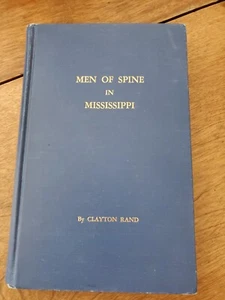 MEN OF SPINE
IN
MISSISSIPPI
By CLAYTON RAND